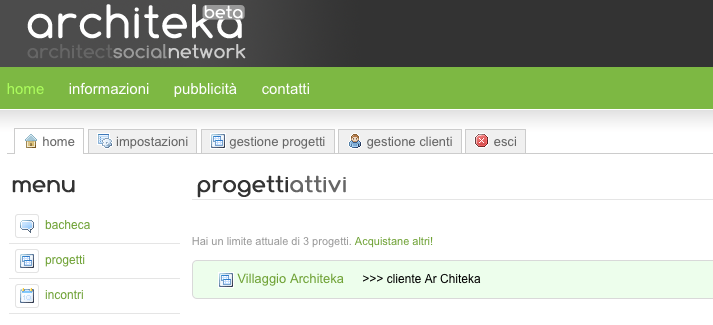 architeka beta
architectsocialnetwork
home informazioni pubblicità contatti
home impostazioni gestione progetti gestione clienti esci
menu
bacheca
progetti
incontri
progettiattivi
Hai un limite attuale di 3 progetti. Acquistane altri!
Villaggio Architeka >>> cliente Ar Chiteka